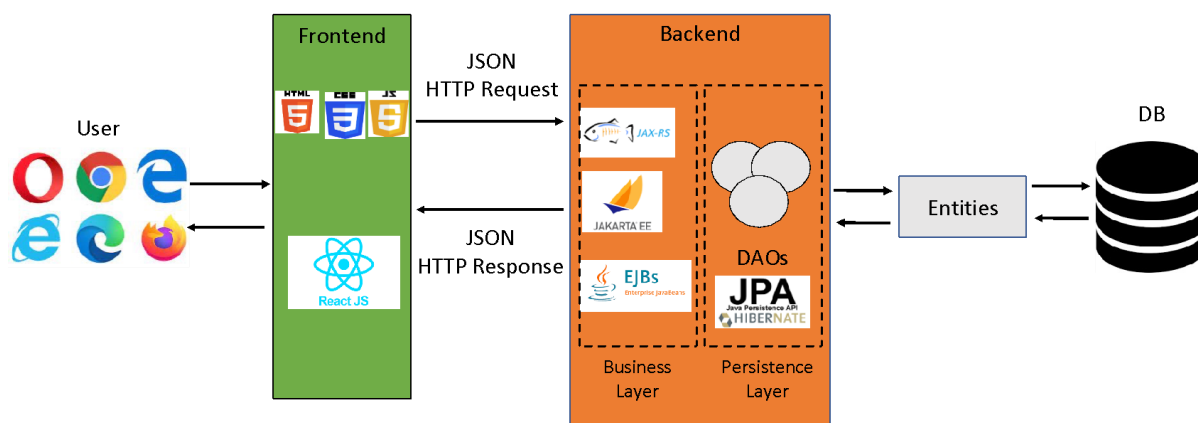 User
Frontend
HTML
CSS
JS
React JS
JSON
HTTP Request
JSON
HTTP Response
Backend
JAX-RS
JAKARTA EE
EJBs
Enterprise JavaBeans
DAOs
JPA
Java Persistence API
HIBERNATE
Business
Layer
Persistence
Layer
Entities
DB